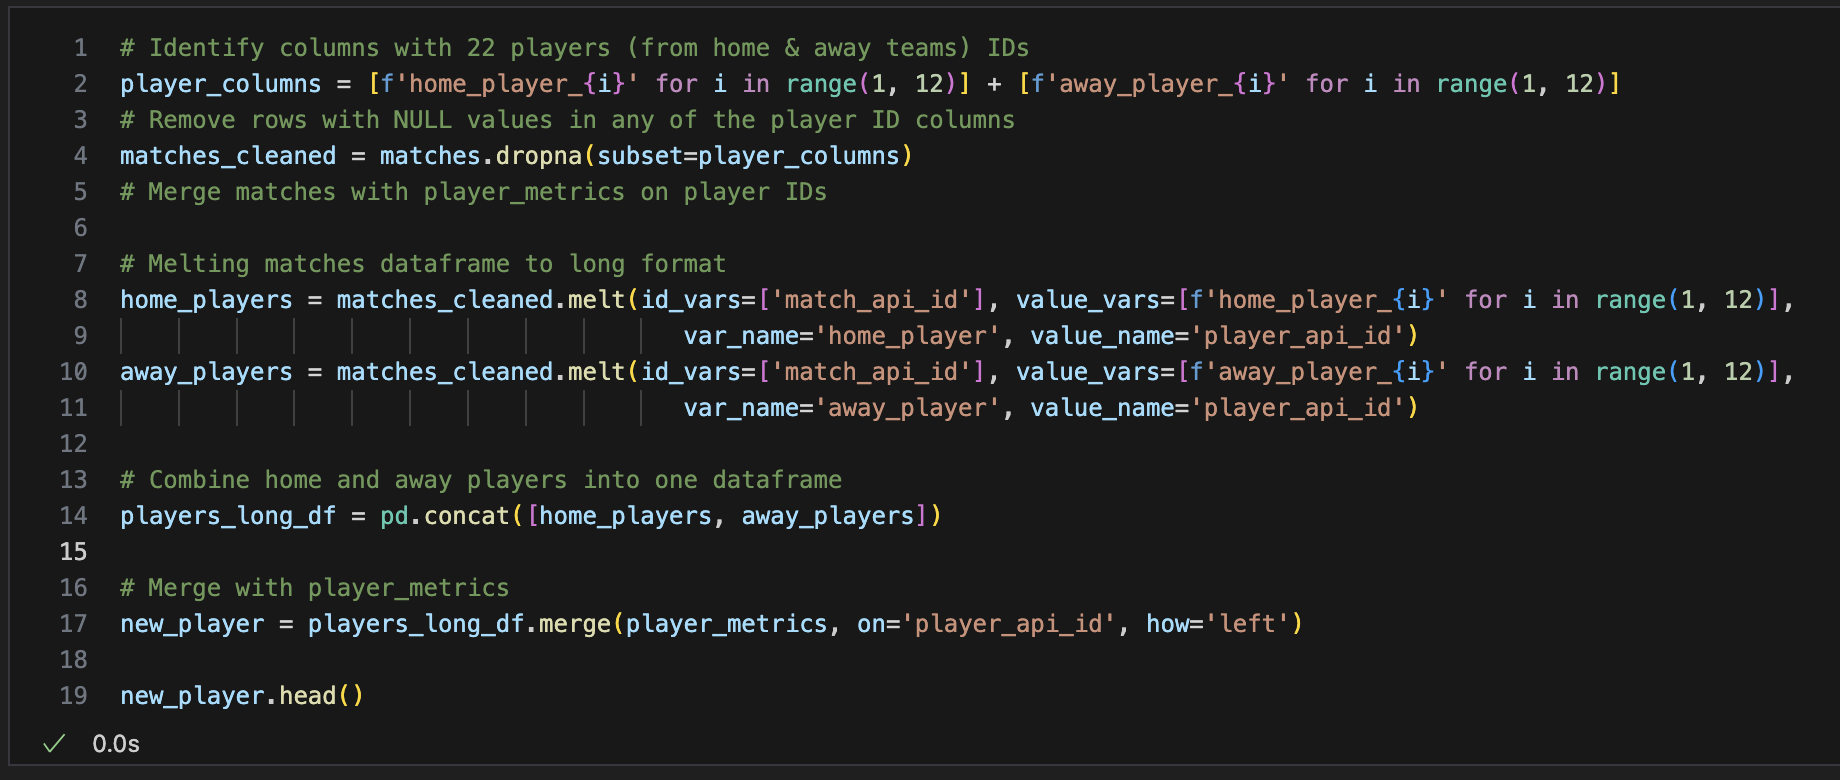 1 # Identify columns with 22 players (from home & away teams) IDs
2 player_columns = [f'home_player_{i}' for i in range(1, 12)] + [f'away_player_{i}' for i in range(1, 12)]
3 # Remove rows with NULL values in any of the player ID columns
4 matches_cleaned = matches.dropna(subset=player_columns)
5 # Merge matches with player_metrics on player IDs
6
7 # Melting matches dataframe to long format
8 home_players = matches_cleaned.melt(id_vars=['match_api_id'], value_vars=[f'home_player_{i}' for i in range(1, 12)],
9 var_name='home_player', value_name='player_api_id')
10 away_players = matches_cleaned.melt(id_vars=['match_api_id'], value_vars=[f'away_player_{i}' for i in range(1, 12)],
11 var_name='away_player', value_name='player_api_id')
12
13 # Combine home and away players into one dataframe
14 players_long_df = pd.concat([home_players, away_players])
15
16 # Merge with player_metrics
17 new_player = players_long_df.merge(player_metrics, on='player_api_id', how='left')
18
19 new_player.head()
✓ 0.0s